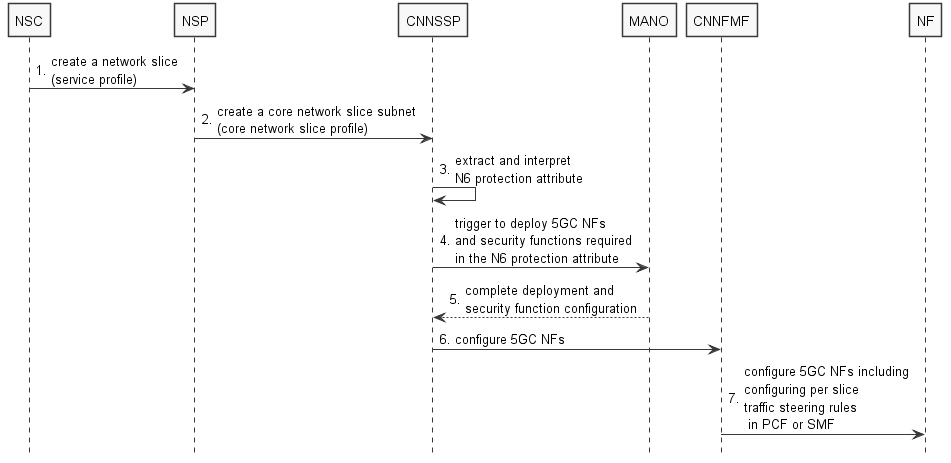 NSC
NSP
CNNSSP
MANO
CNNFMF
NF
1. create a network slice
(service profile)
2. create a core network slice subnet
(core network slice profile)
3. extract and interpret
N6 protection attribute
trigger to deploy 5GC NFs
4. and security functions required
in the N6 protection attribute
5. complete deployment and
security function configuration
6. configure 5GC NFs
configure 5GC NFs including
configuring per slice
7. traffic steering rules
in PCF or SMF